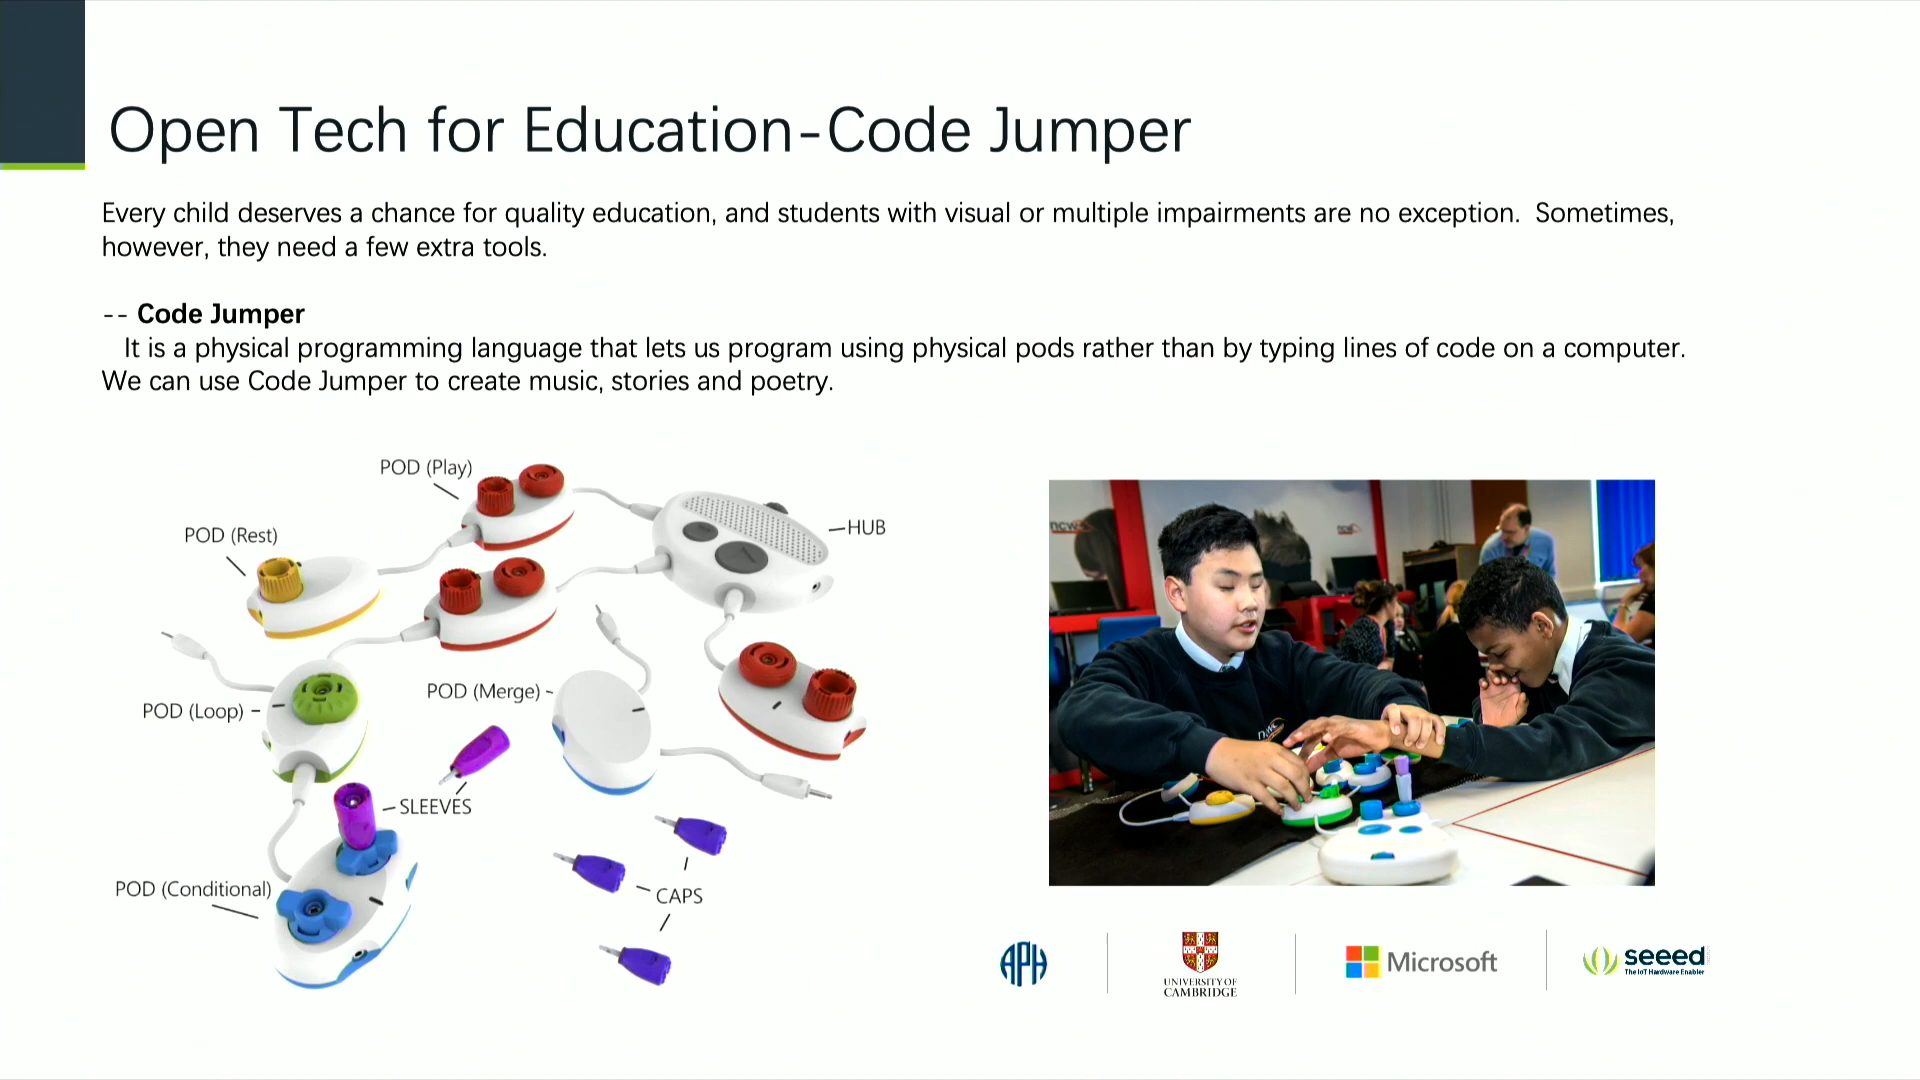 Open Tech for Education-Code Jumper
Every child deserves a chance for quality education, and students with visual or multiple impairments are no exception.  Sometimes,
however, they need a few extra tools.
-- Code Jumper
It is a physical programming language that lets us program using physical pods rather than by typing lines of code on a computer.
We can use Code Jumper to create music, stories and poetry.
POD (Play)
HUB
POD (Rest)
POD (Merge)
POD (Loop)
SLEEVES
POD (Conditional)
CAPS
ncw
APH
UNIVERSITY OF
CAMBRIDGE
Microsoft
seeed
The IoT Hardware Enabler